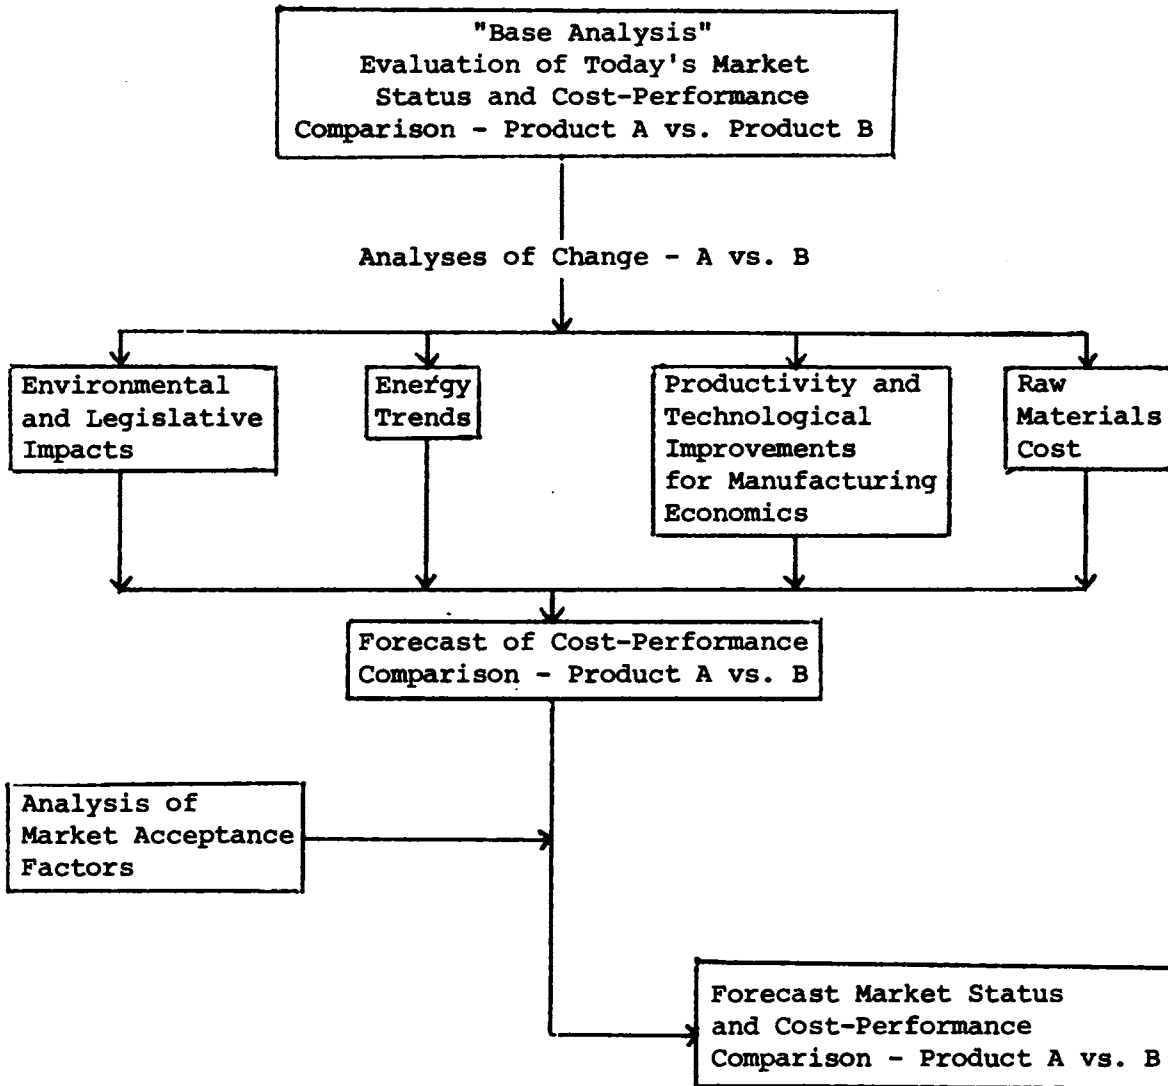 "Base Analysis"
Evaluation of Today's Market
Status and Cost-Performance
Comparison - Product A vs. Product B
Analyses of Change - A vs. B
Environmental
and Legislative
Impacts
Energy
Trends
Productivity and
Technological
Improvements
for Manufacturing
Economics
Raw
Materials
Cost
Forecast of Cost-Performance
Comparison - Product A vs. B
Analysis of
Market Acceptance
Factors
Forecast Market Status
and Cost-Performance
Comparison - Product A vs. B